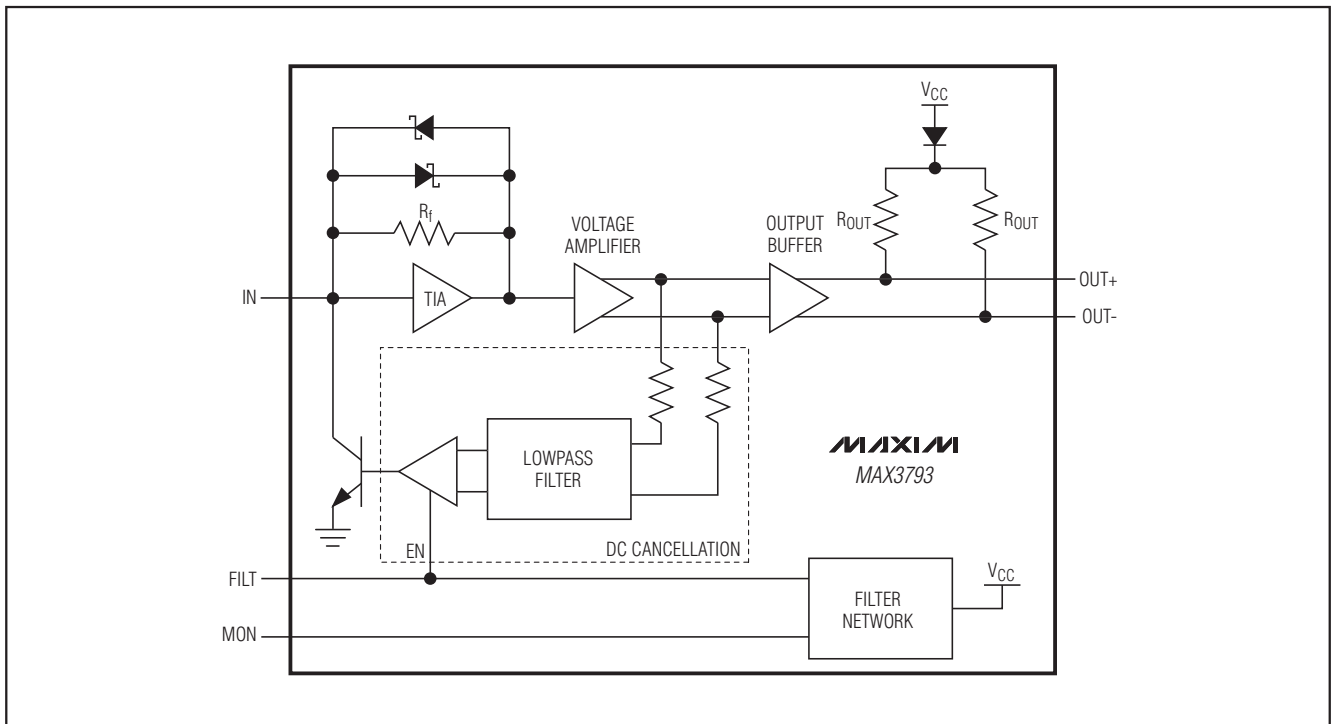 VCC
Rf
VOLTAGE
AMPLIFIER
OUTPUT
BUFFER
ROUT
ROUT
IN
TIA
OUT+
OUT-
LOWPASS
FILTER
MAXIM
MAX3793
EN
DC CANCELLATION
FILT
MON
FILTER
NETWORK
VCC